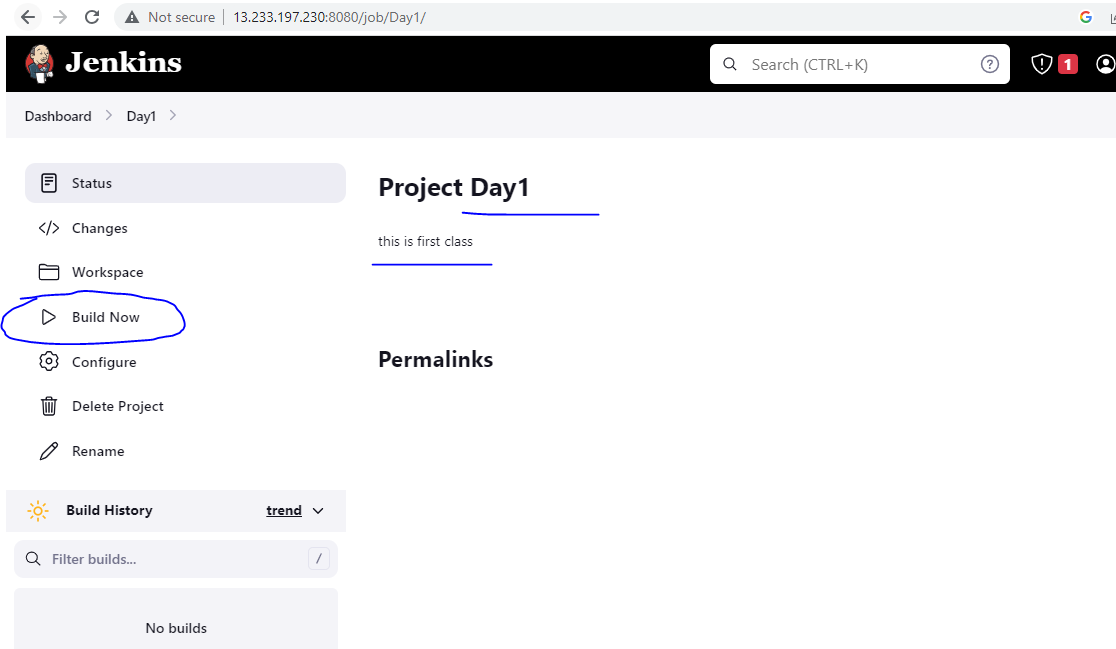 Not secure 13.233.197.230:8080/job/Day1/
Jenkins
Search (CTRL+K) ?
1
Dashboard Day1
Status
Changes
Workspace
Build Now
Configure
Delete Project
Rename
Project Day1
this is first class
Permalinks
Build History trend
Filter builds... /
No builds